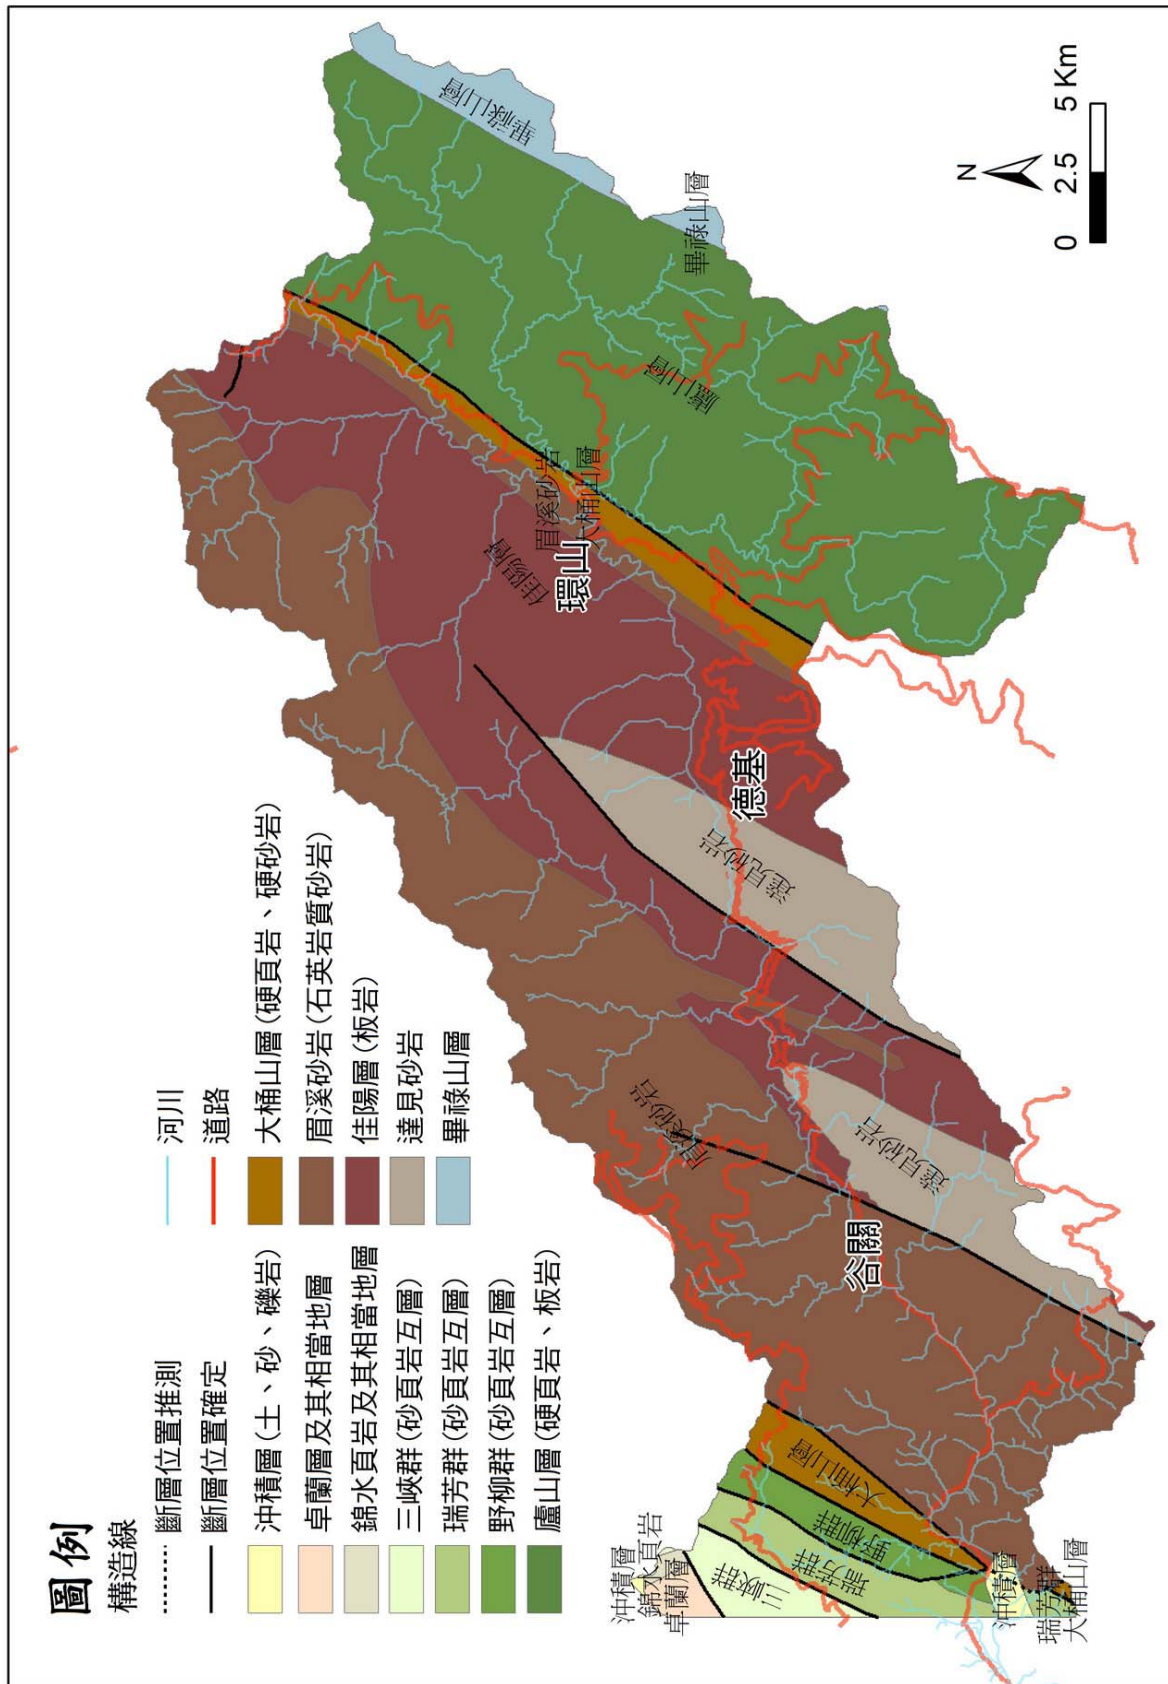 圖例
構造線
斷層位置推測
斷層位置確定
沖積層(土、砂、礫岩)
卓蘭層及其相當地層
錦水頁岩及其相當地層
三峽群(砂頁岩互層)
瑞芳群(砂頁岩互層)
野柳群(砂頁岩互層)
廬山層(硬頁岩、板岩)
河川
道路
大桶山層(硬頁岩、硬砂岩)
眉溪砂岩(石英岩質砂岩)
佳陽層(板岩)
達見砂岩
畢祿山層
沖積層
錦水頁岩
卓蘭層
三峽群
瑞芳群
野柳群
大桶山層
沖積層
瑞芳群
大桶山層
谷關
眉溪砂岩
達見砂岩
達見砂岩
德基
佳陽層
環山
眉溪砂岩
大桶山層
廬山層
畢祿山層
畢祿山層
N
0 2.5 5 Km